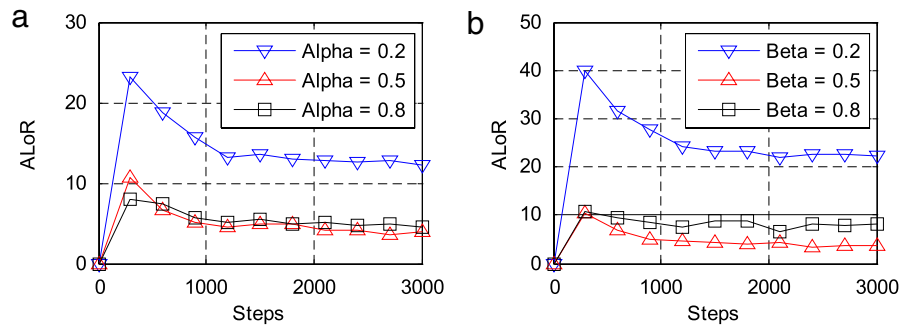 a
30
20
10
0
ALoR
0
1000
2000
3000
Steps
Alpha = 0.2
Alpha = 0.5
Alpha = 0.8
b
50
40
30
20
10
0
ALoR
0
1000
2000
3000
Steps
Beta = 0.2
Beta = 0.5
Beta = 0.8